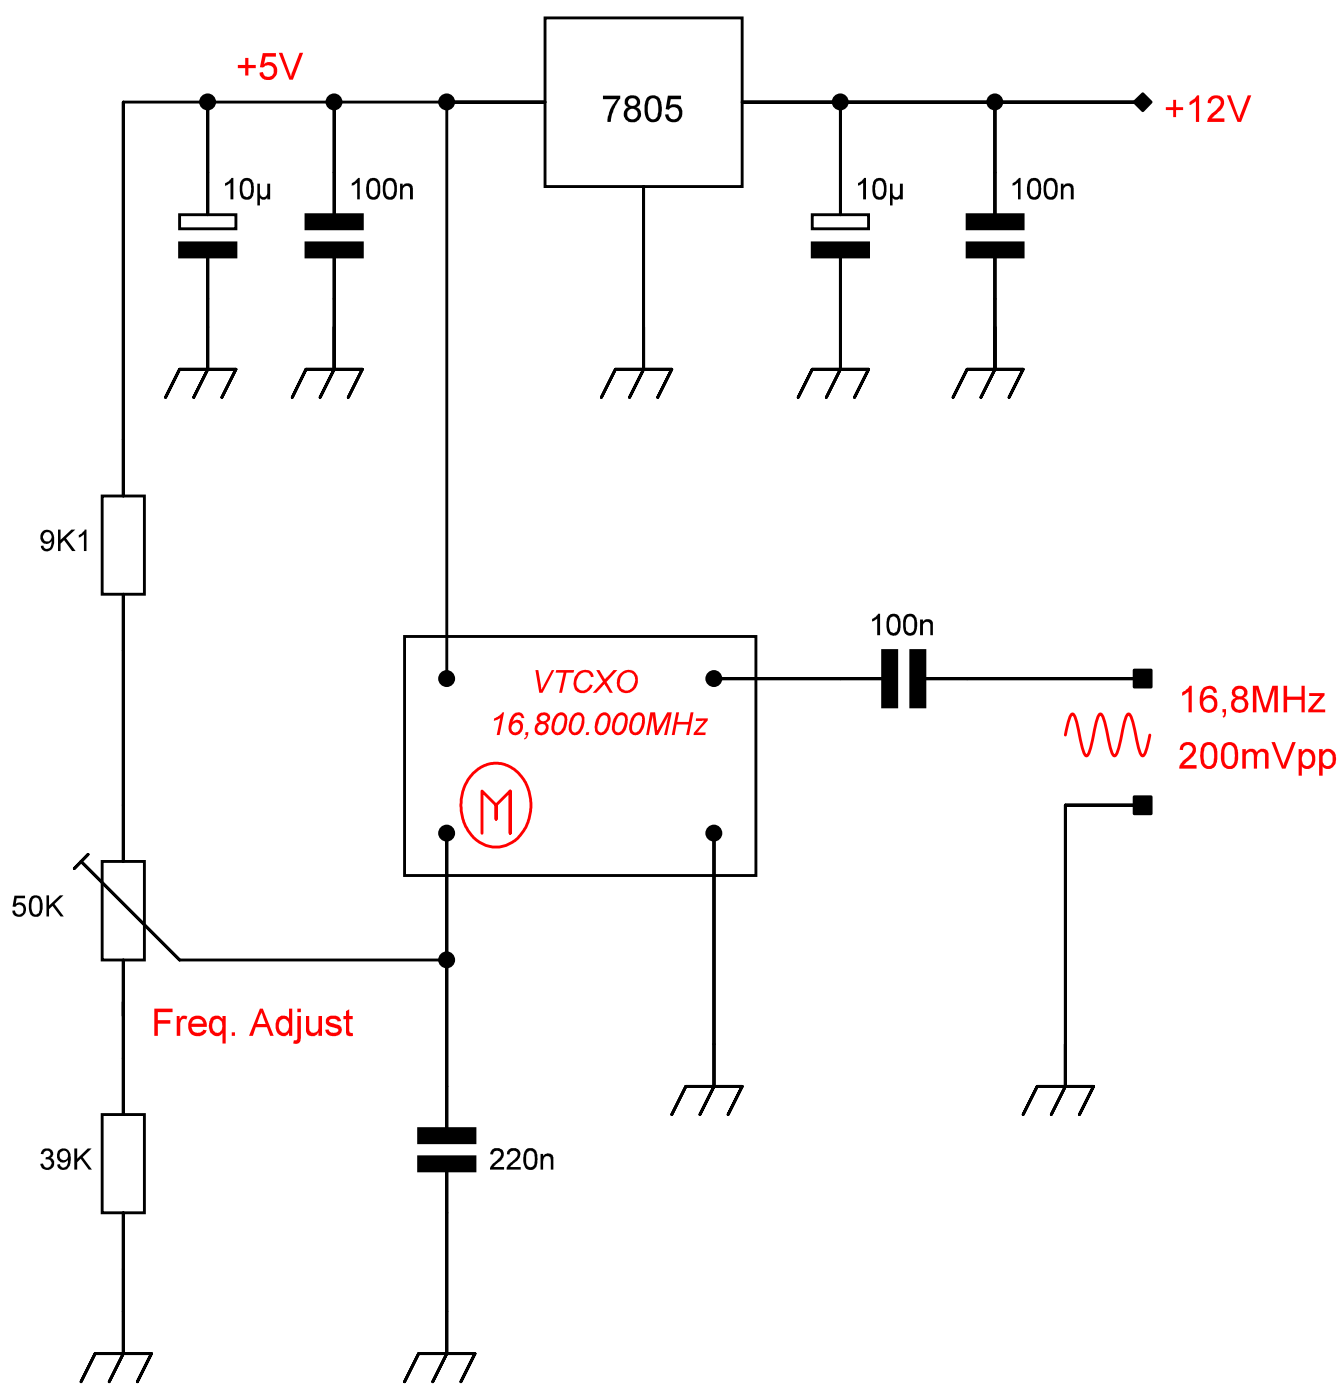 +5V
7805
+12V
10µ
100n
10µ
100n
9K1
100n
VTCXO
16,800.000MHz
16,8MHz
200mVpp
M
50K
Freq. Adjust
39K
220n